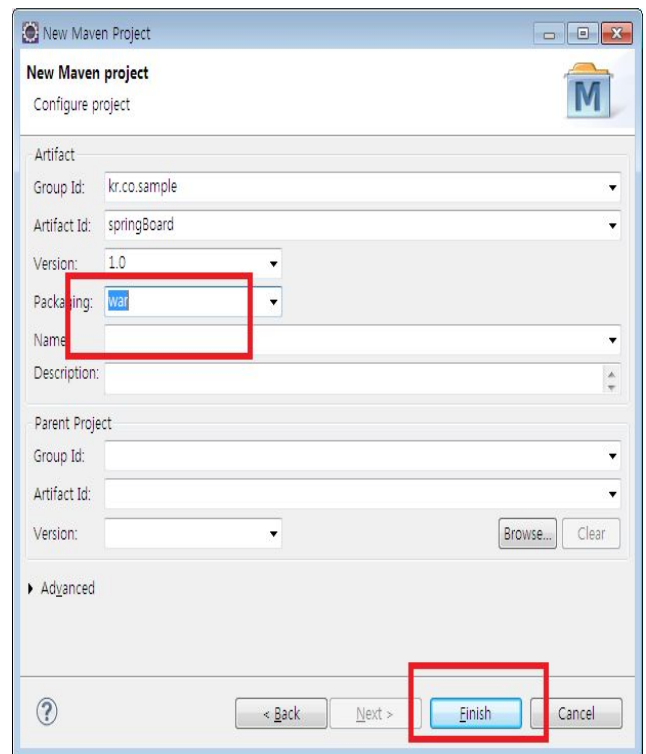 New Maven Project
New Maven project
Configure project
M
Artifact
Group Id: kr.co.sample
Artifact Id: springBoard
Version: 1.0
Packaging: war
Name
Description:
Parent Project
Group Id:
Artifact Id:
Version: Browse... Clear
Advanced
? < Back Next > Finish Cancel